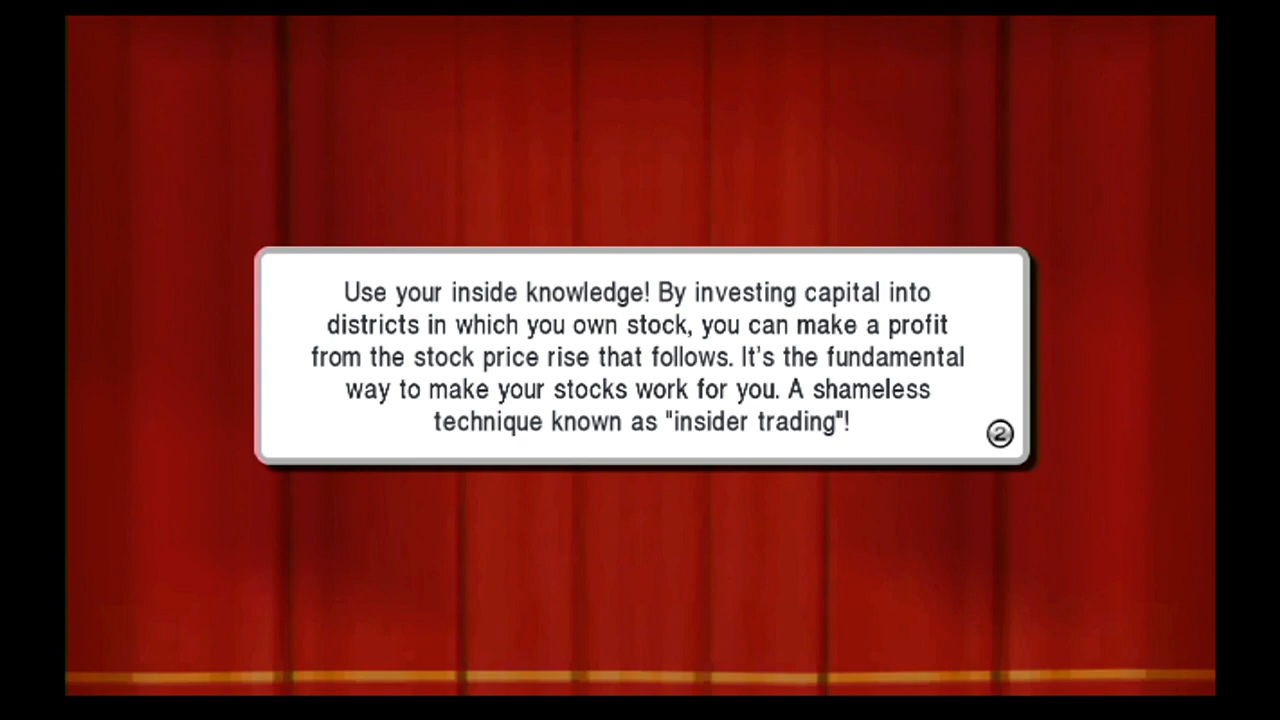 Use your inside knowledge! By investing capital into
districts in which you own stock, you can make a profit
from the stock price rise that follows. It's the fundamental
way to make your stocks work for you. A shameless
technique known as "insider trading"!
2